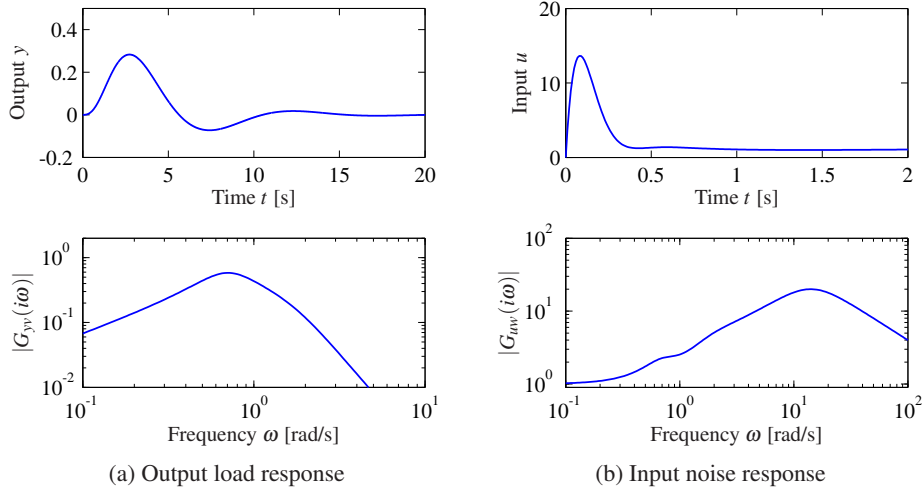 0.4
0.2
0
-0.2
Output y
0 5 10 15 20
Time t [s]
20
10
0
Input u
0 0.5 1 1.5 2
Time t [s]
10^0
10^-1
10^-2
|G_yv(iω)|
10^-1 10^0 10^1
Frequency ω [rad/s]
10^2
10^1
10^0
|G_uw(iω)|
10^-1 10^0 10^1 10^2
Frequency ω [rad/s]
(a) Output load response
(b) Input noise response